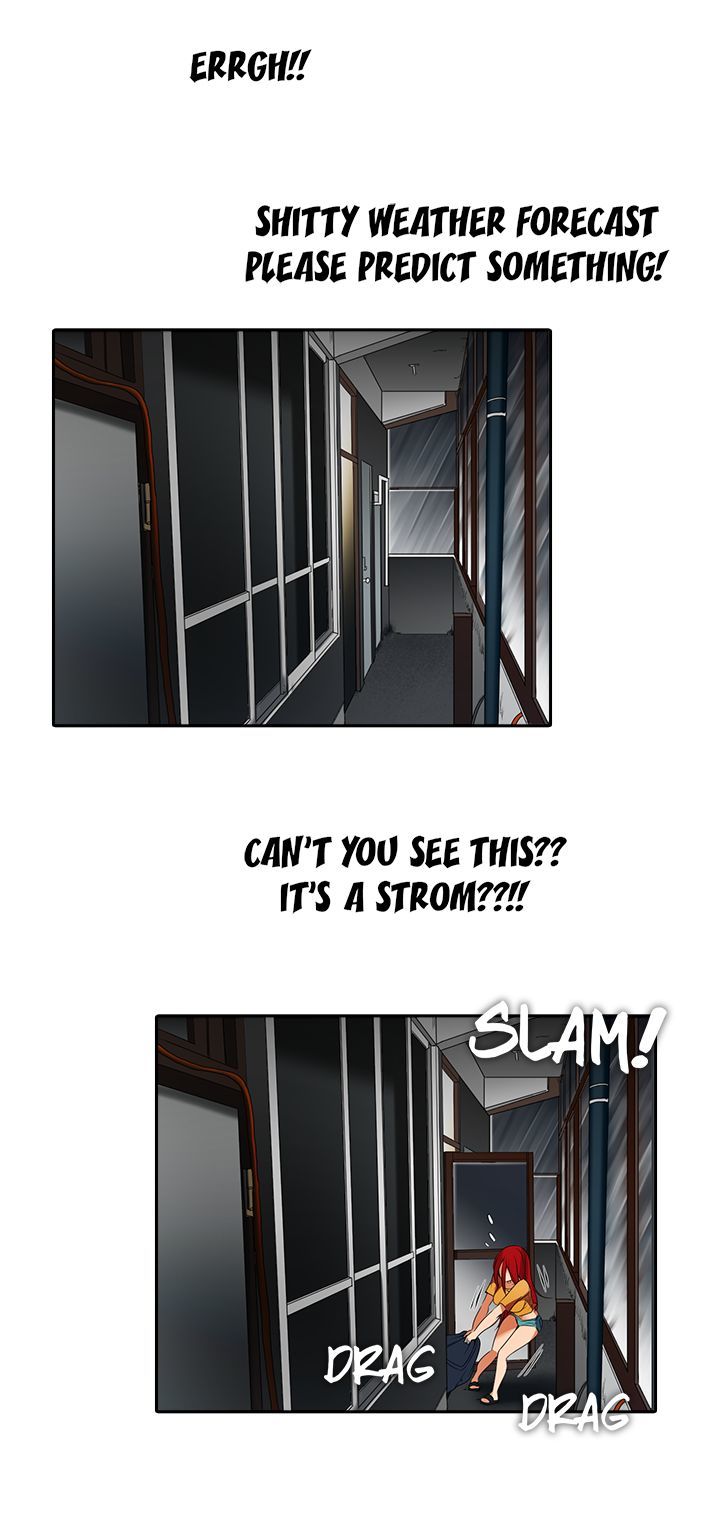 ERRGH!!
SHITTY WEATHER FORECAST
PLEASE PREDICT SOMETHING!
CAN'T YOU SEE THIS??
IT'S A STROM??!!
SLAM!
DRAG
DRAG